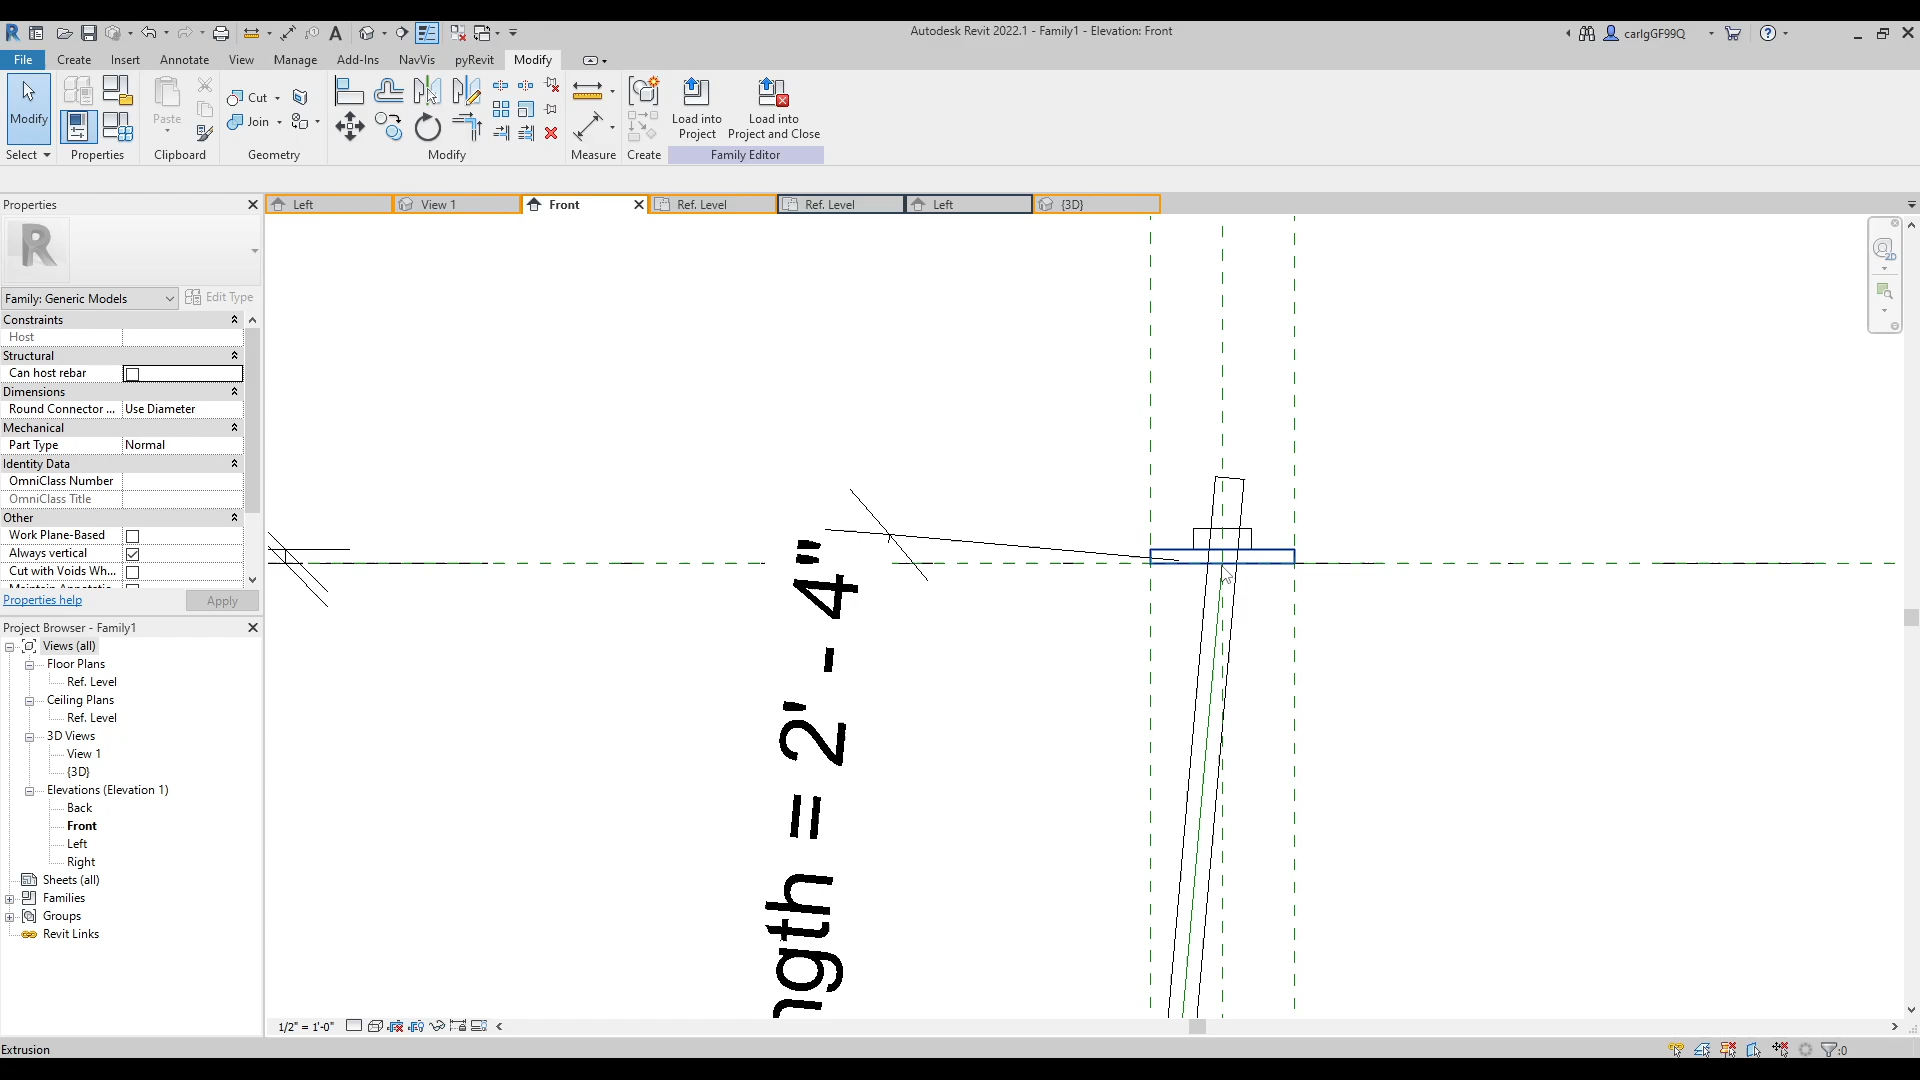 Autodesk Revit 2022.1 - Family1 - Elevation: Front
carlgGF99Q
File Create Insert Annotate View Manage Add-Ins NavVis pyRevit Modify
Modify
Paste
Cut
Join
Load into Project
Load into Project and Close
Select Properties Clipboard Geometry Modify Measure Create Family Editor
Properties
Left View 1 Front Ref. Level Ref. Level Left {3D}
Family: Generic Models Edit Type
Constraints
Host
Structural
Can host rebar
Dimensions
Round Connector ... Use Diameter
Mechanical
Part Type Normal
Identity Data
OmniClass Number
OmniClass Title
Other
Work Plane-Based
Always vertical
Cut with Voids Wh...
Properties help Apply
Project Browser - Family1
Views (all)
Floor Plans
Ref. Level
Ceiling Plans
Ref. Level
3D Views
View 1
{3D}
Elevations (Elevation 1)
Back
Front
Left
Right
Sheets (all)
Families
Groups
Revit Links
ngth = 2' - 4"
2D
1/2" = 1'-0"
Extrusion
:0